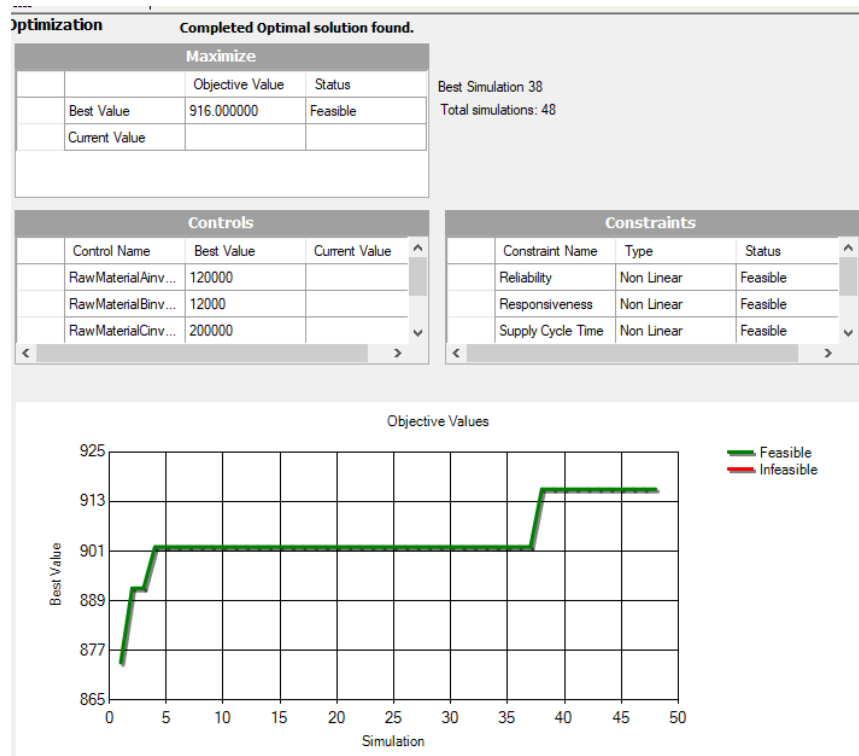 Optimization Completed Optimal solution found.
Maximize
Objective Value Status
Best Value 916.000000 Feasible
Current Value
Best Simulation 38
Total simulations: 48
Controls
Control Name Best Value Current Value
RawMaterialAinv... 120000
RawMaterialBinv... 12000
RawMaterialCinv... 200000
Constraints
Constraint Name Type Status
Reliability Non Linear Feasible
Responsiveness Non Linear Feasible
Supply Cycle Time Non Linear Feasible
Objective Values
925
913
901
889
877
865
Best Value
0 5 10 15 20 25 30 35 40 45 50
Simulation
Feasible
Infeasible